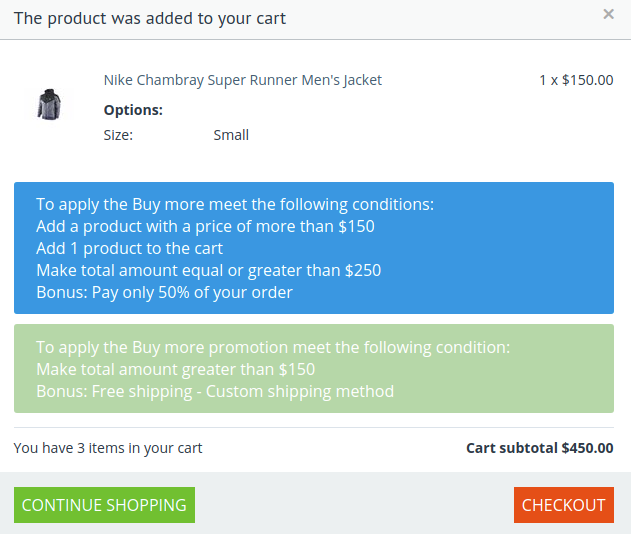 The product was added to your cart
×
Nike Chambray Super Runner Men's Jacket
1 x $150.00
Options:
Size: Small
To apply the Buy more meet the following conditions:
Add a product with a price of more than $150
Add 1 product to the cart
Make total amount equal or greater than $250
Bonus: Pay only 50% of your order
To apply the Buy more promotion meet the following condition:
Make total amount greater than $150
Bonus: Free shipping - Custom shipping method
You have 3 items in your cart
Cart subtotal $450.00
CONTINUE SHOPPING
CHECKOUT